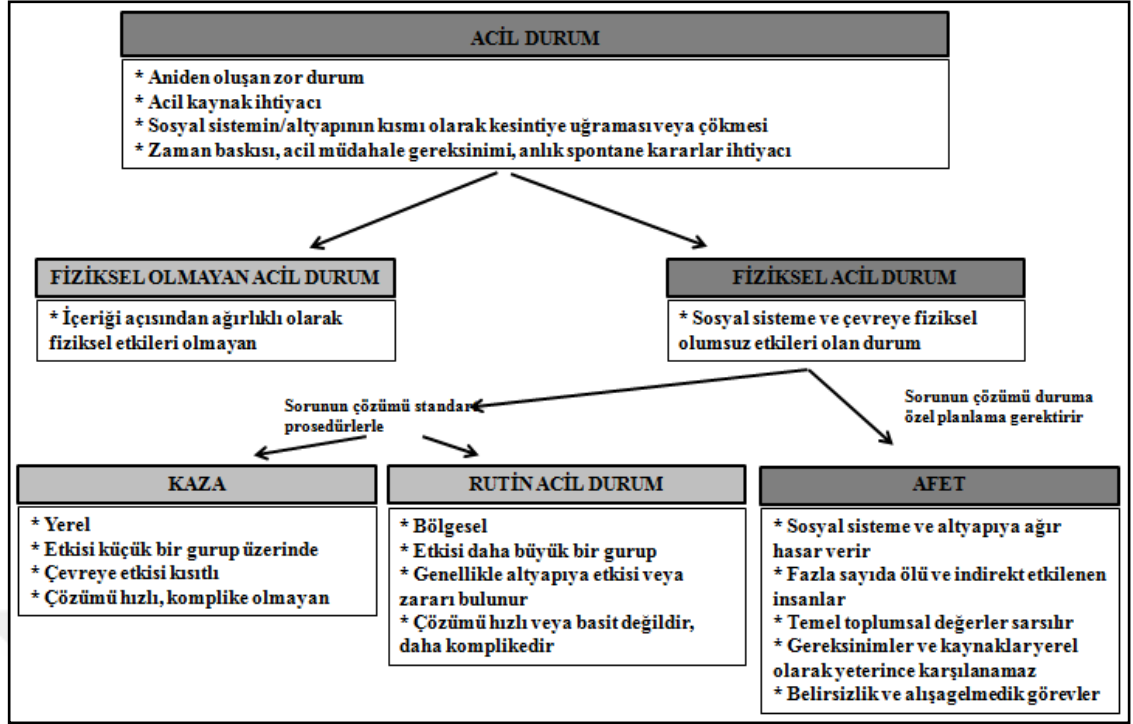 ACİL DURUM
* Aniden oluşan zor durum
* Acil kaynak ihtiyacı
* Sosyal sistemin/altyapının kısmı olarak kesintiye uğraması veya çökmesi
* Zaman baskısı, acil müdahale gereksinimi, anlık spontane kararlar ihtiyacı
FİZİKSEL OLMAYAN ACİL DURUM
* İçeriği açısından ağırlıklı olarak
fiziksel etkileri olmayan
FİZİKSEL ACİL DURUM
* Sosyal sisteme ve çevreye fiziksel
olumsuz etkileri olan durum
Sorunun çözümü standar
prosedürlerle
Sorunun çözümü duruma
özel planlama gerektirir
KAZA
* Yerel
* Etkisi küçük bir gurup üzerinde
* Çevreye etkisi kısıtlı
* Çözümü hızlı, komplike olmayan
RUTİN ACİL DURUM
* Bölgesel
* Etkisi daha büyük bir gurup
* Genellikle altyapıya etkisi veya
zararı bulunur
* Çözümü hızlı veya basit değildir,
daha komplikedir
AFET
* Sosyal sisteme ve altyapıya ağır
hasar verir
* Fazla sayıda ölü ve indirekt etkilenen
insanlar
* Temel toplumsal değerler sarsılır
* Gereksinimler ve kaynaklar yerel
olarak yeterince karşılanamaz
* Belirsizlik ve alışagelmedik görevler